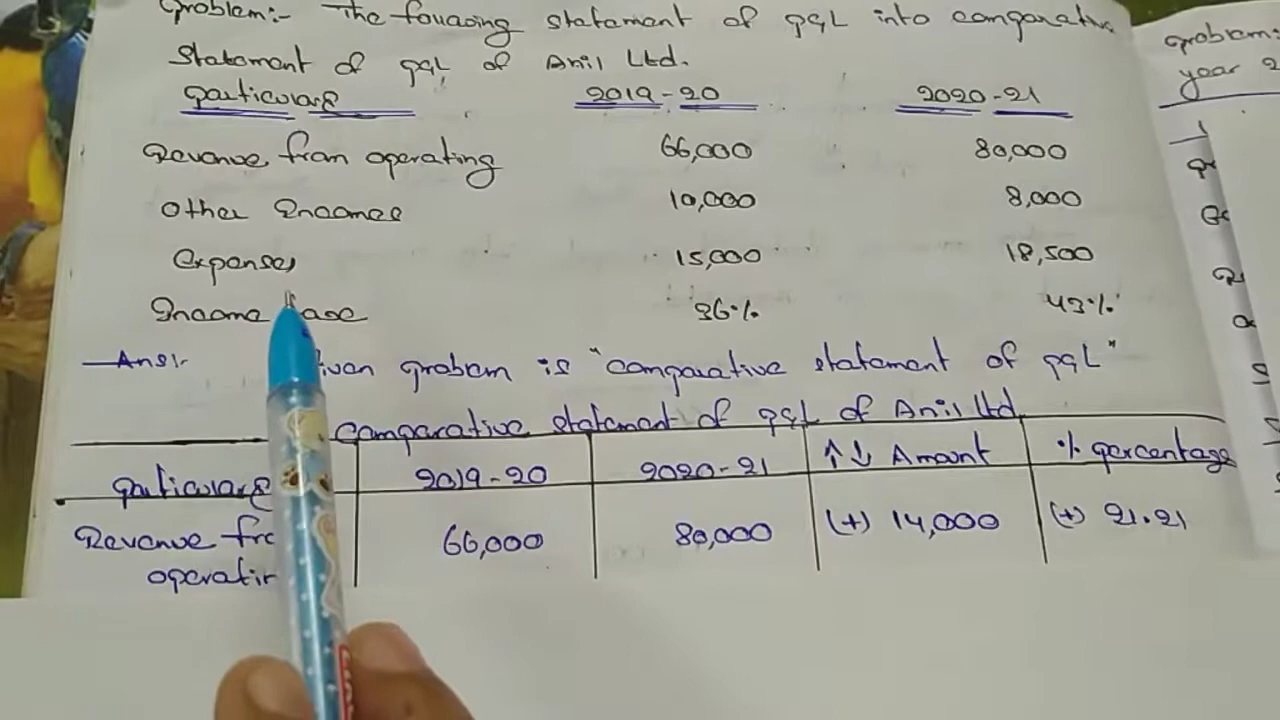 Problem:- The following statement of P&L into comparative
Statement of P&L of Anil Ltd.
Particulars 2019-20 2020-21
Revenue from operating 66,000 80,000
Other Incomes 10,000 8,000
Expenses 15,000 18,500
Income 36% 43%
Ans:- Given problem is "comparative statement of P&L"
comparative statement of P&L of Anil Ltd
Particulars 2019-20 2020-21 ↑↓ Amount % percentage
Revenue 66,000 80,000 (+) 14,000 (+) 21.21
problem:
year 2